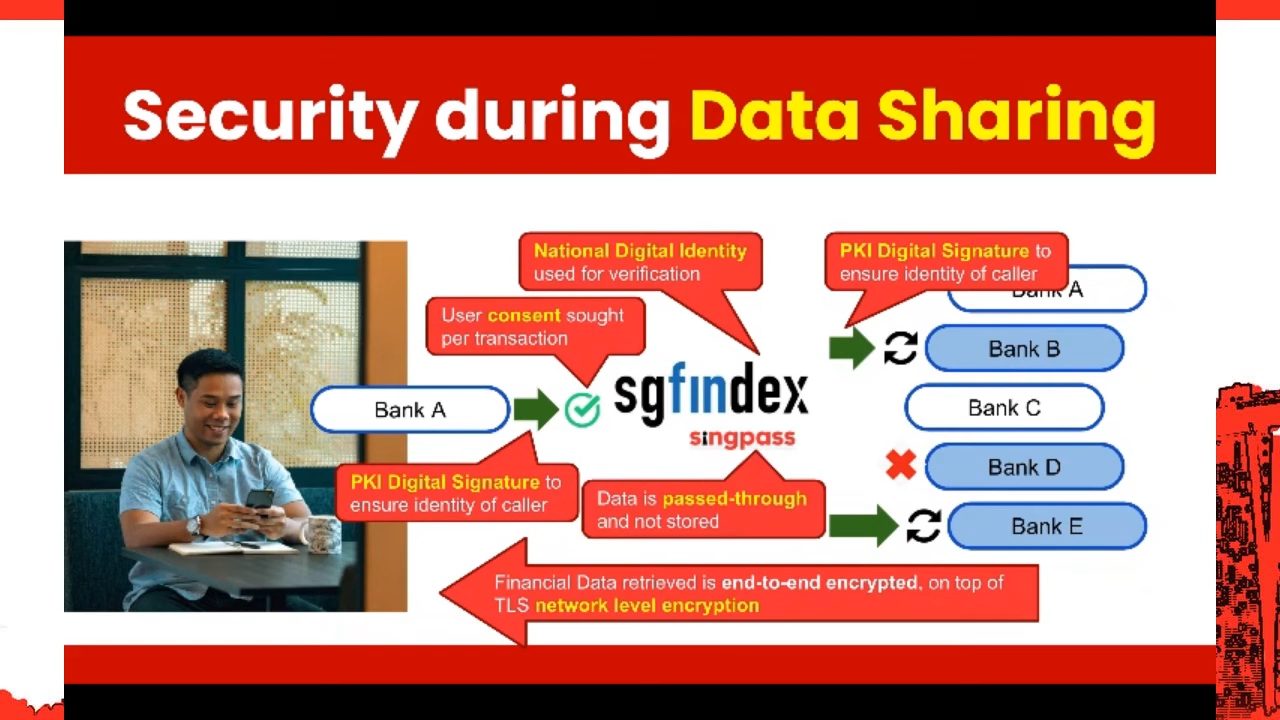 Security during Data Sharing
National Digital Identity
used for verification
PKI Digital Signature to
ensure identity of caller
Bank A
User consent sought
per transaction
Bank B
sgfindex
singpass
Bank A
Bank C
Bank D
PKI Digital Signature to
ensure identity of caller
Data is passed-through
and not stored
Bank E
Financial Data retrieved is end-to-end encrypted, on top of
TLS network level encryption